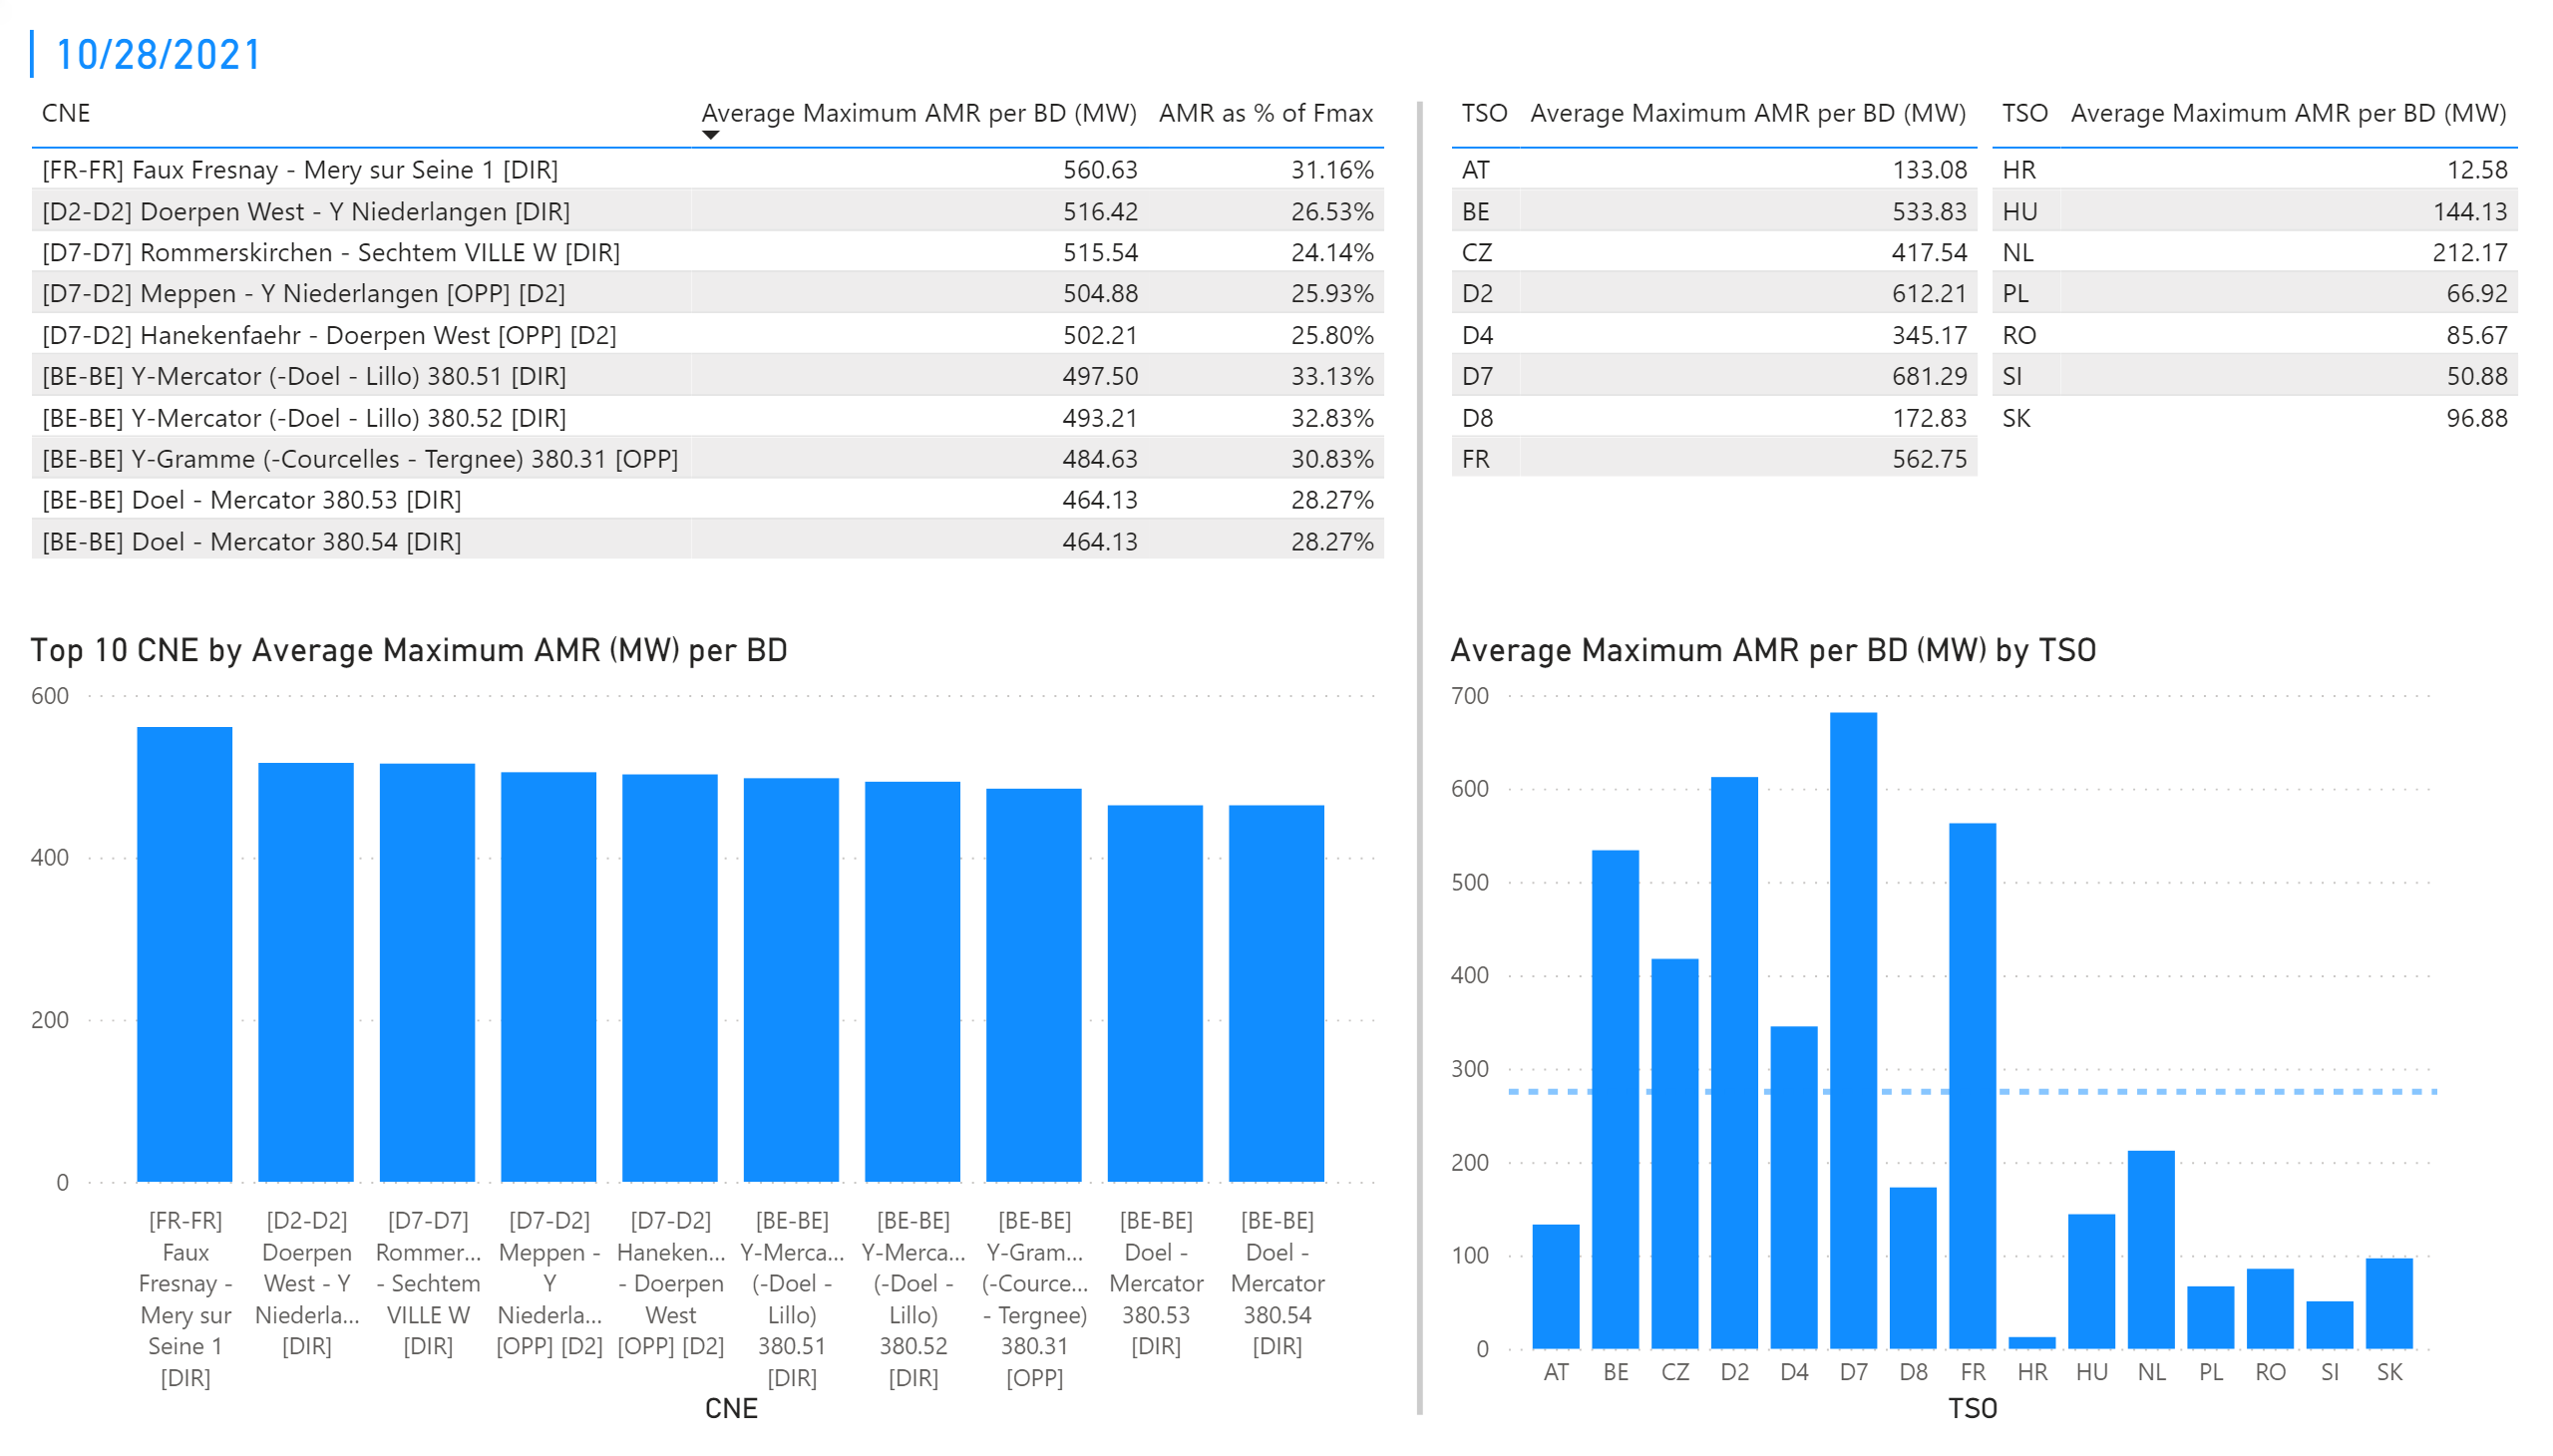 10/28/2021
CNE Average Maximum AMR per BD (MW) AMR as % of Fmax
[FR-FR] Faux Fresnay - Mery sur Seine 1 [DIR] 560.63 31.16%
[D2-D2] Doerpen West - Y Niederlangen [DIR] 516.42 26.53%
[D7-D7] Rommerskirchen - Sechtem VILLE W [DIR] 515.54 24.14%
[D7-D2] Meppen - Y Niederlangen [OPP] [D2] 504.88 25.93%
[D7-D2] Hanekenfaehr - Doerpen West [OPP] [D2] 502.21 25.80%
[BE-BE] Y-Mercator (-Doel - Lillo) 380.51 [DIR] 497.50 33.13%
[BE-BE] Y-Mercator (-Doel - Lillo) 380.52 [DIR] 493.21 32.83%
[BE-BE] Y-Gramme (-Courcelles - Tergnee) 380.31 [OPP] 484.63 30.83%
[BE-BE] Doel - Mercator 380.53 [DIR] 464.13 28.27%
[BE-BE] Doel - Mercator 380.54 [DIR] 464.13 28.27%
TSO Average Maximum AMR per BD (MW)
AT 133.08
BE 533.83
CZ 417.54
D2 612.21
D4 345.17
D7 681.29
D8 172.83
FR 562.75
TSO Average Maximum AMR per BD (MW)
HR 12.58
HU 144.13
NL 212.17
PL 66.92
RO 85.67
SI 50.88
SK 96.88
Top 10 CNE by Average Maximum AMR (MW) per BD
600
400
200
0
[FR-FR] [D2-D2] [D7-D7] [D7-D2] [D7-D2] [BE-BE] [BE-BE] [BE-BE] [BE-BE] [BE-BE]
Faux Doerpen Rommer... Meppen - Haneken... Y-Merca... Y-Merca... Y-Gram... Doel - Doel -
Fresnay - West - Y - Sechtem Y - Doerpen (-Doel - (-Doel - (-Cource... Mercator Mercator
Mery sur Niederla... VILLE W Niederla... West Lillo) Lillo) - Tergnee) 380.53 380.54
Seine 1 [DIR] [DIR] [OPP] [D2] [OPP] [D2] 380.51 380.52 380.31 [DIR] [DIR]
[DIR] [DIR] [DIR] [OPP]
CNE
Average Maximum AMR per BD (MW) by TSO
700
600
500
400
300
200
100
0
AT BE CZ D2 D4 D7 D8 FR HR HU NL PL RO SI SK
TSO